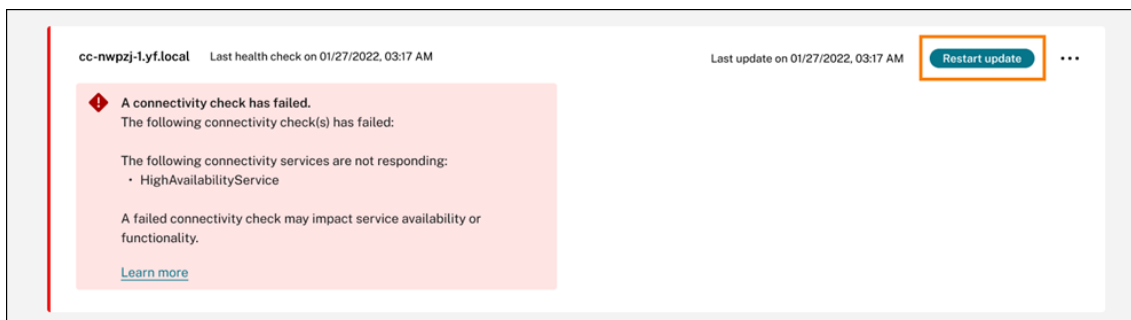 cc-nwpzj-1.yf.local Last health check on 01/27/2022, 03:17 AM Last update on 01/27/2022, 03:17 AM Restart update
A connectivity check has failed.
The following connectivity check(s) has failed:
The following connectivity services are not responding:
• HighAvailabilityService
A failed connectivity check may impact service availability or
functionality.
Learn more